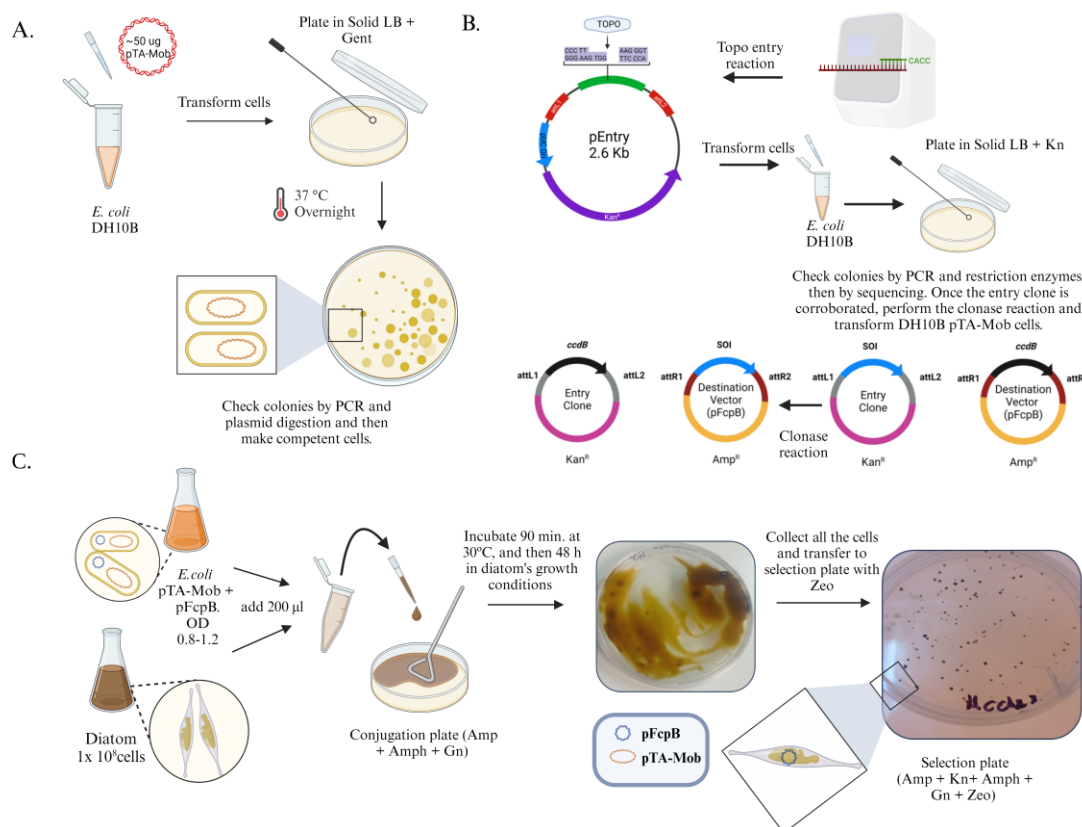 A.
~50 ug
pTA-Mob
Plate in Solid LB +
Gent
Transform cells
E. coli
DH10B
37 °C
Overnight
Check colonies by PCR and
plasmid digestion and then
make competent cells.
B.
TOPO
CCC TT
GGG AAG TGG
AAG GGT
TTC CCA
attL1
attL2
pUC ori
pEntry
2.6 Kb
Kanᴿ
Topo entry
reaction
CACC
Transform cells
Plate in Solid LB + Kn
E. coli
DH10B
Check colonies by PCR and restriction enzymes
then by sequencing. Once the entry clone is
corroborated, perform the clonase reaction and
transform DH10B pTA-Mob cells.
ccdB
attL1
attL2
Entry
Clone
Kanᴿ
SOI
attR1
attR2
Destination
Vector
(pFcpB)
Ampᴿ
Clonase
reaction
SOI
attL1
attL2
Entry
Clone
Kanᴿ
ccdB
attR1
attR
Destination
Vector
(pFcpB)
Ampᴿ
C.
E.coli
pTA-Mob +
pFcpB.
OD
0.8-1.2
Diatom
1x 10⁸cells
add 200 µl
Conjugation plate (Amp
+ Amph + Gn)
Incubate 90 min. at
30°C, and then 48 h
in diatom's growth
conditions
Collect all the cells
and transfer to
selection plate with
Zeo
pFcpB
pTA-Mob
Selection plate
(Amp + Kn+ Amph +
Gn + Zeo)